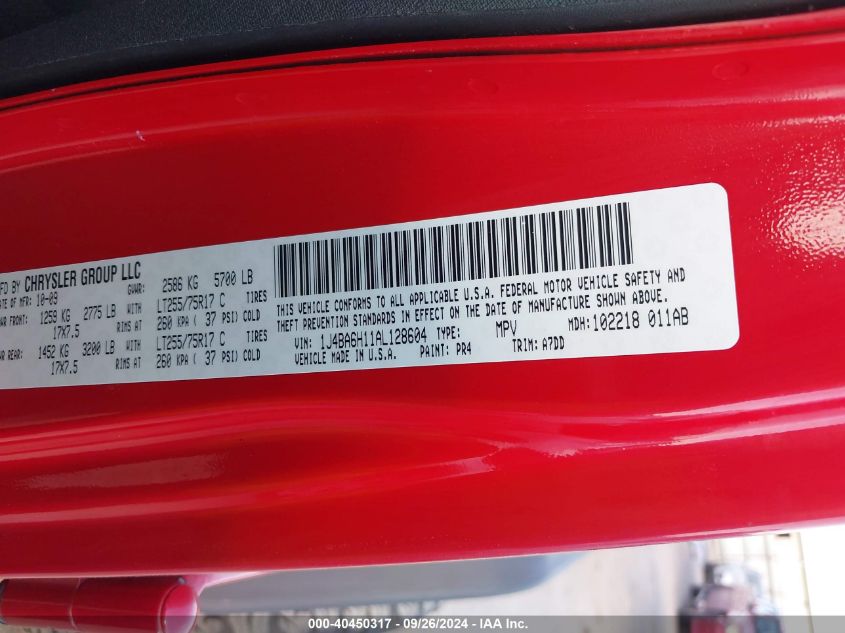 MFD BY CHRYSLER GROUP LLC
DATE OF MFR: 10-09 GVWR: 2586 KG 5700 LB
FRONT: 1259 KG 2775 LB WITH LT255/75R17 C TIRES
17X7.5 RIMS AT 260 KPA ( 37 PSI) COLD
REAR: 1452 KG 3200 LB WITH LT255/75R17 C TIRES
17X7.5 RIMS AT 260 KPA ( 37 PSI) COLD
THIS VEHICLE CONFORMS TO ALL APPLICABLE U.S.A. FEDERAL MOTOR VEHICLE SAFETY AND
THEFT PREVENTION STANDARDS IN EFFECT ON THE DATE OF MANUFACTURE SHOWN ABOVE.
VIN: 1J4BA6H11AL128604 TYPE: MPV MDH: 102218 011AB
VEHICLE MADE IN U.S.A. PAINT: PR4 TRIM: A7DD
000-40450317 - 09/26/2024 - IAA Inc.